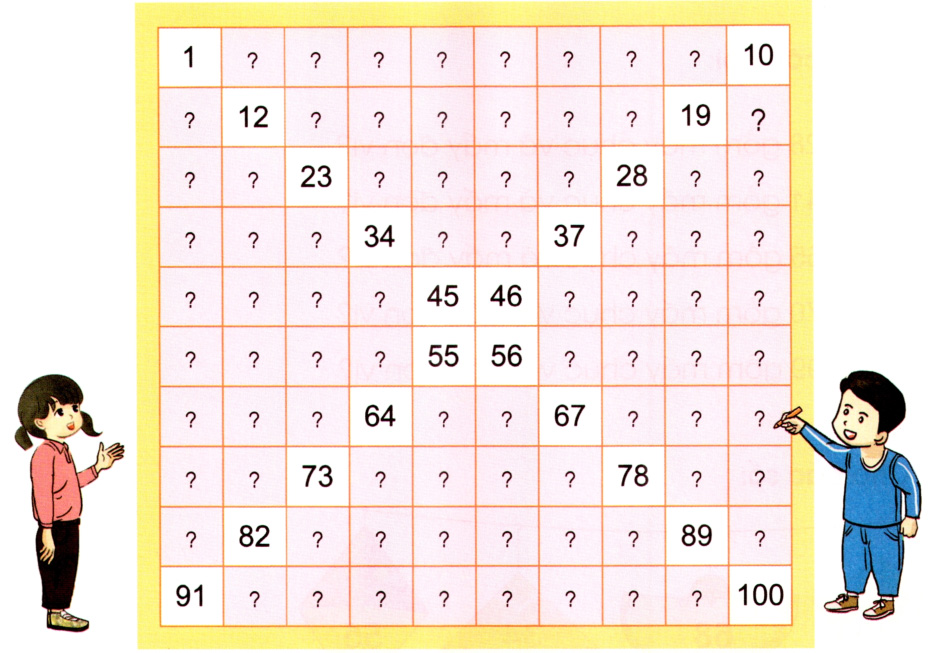 1 ? ? ? ? ? ? ? ? 10
? 12 ? ? ? ? ? ? 19 ?
? ? 23 ? ? ? ? 28 ? ?
? ? ? 34 ? ? 37 ? ? ?
? ? ? ? 45 46 ? ? ? ?
? ? ? ? 55 56 ? ? ? ?
? ? ? 64 ? ? 67 ? ? ?
? ? 73 ? ? ? ? 78 ? ?
? 82 ? ? ? ? ? ? 89 ?
91 ? ? ? ? ? ? ? ? 100